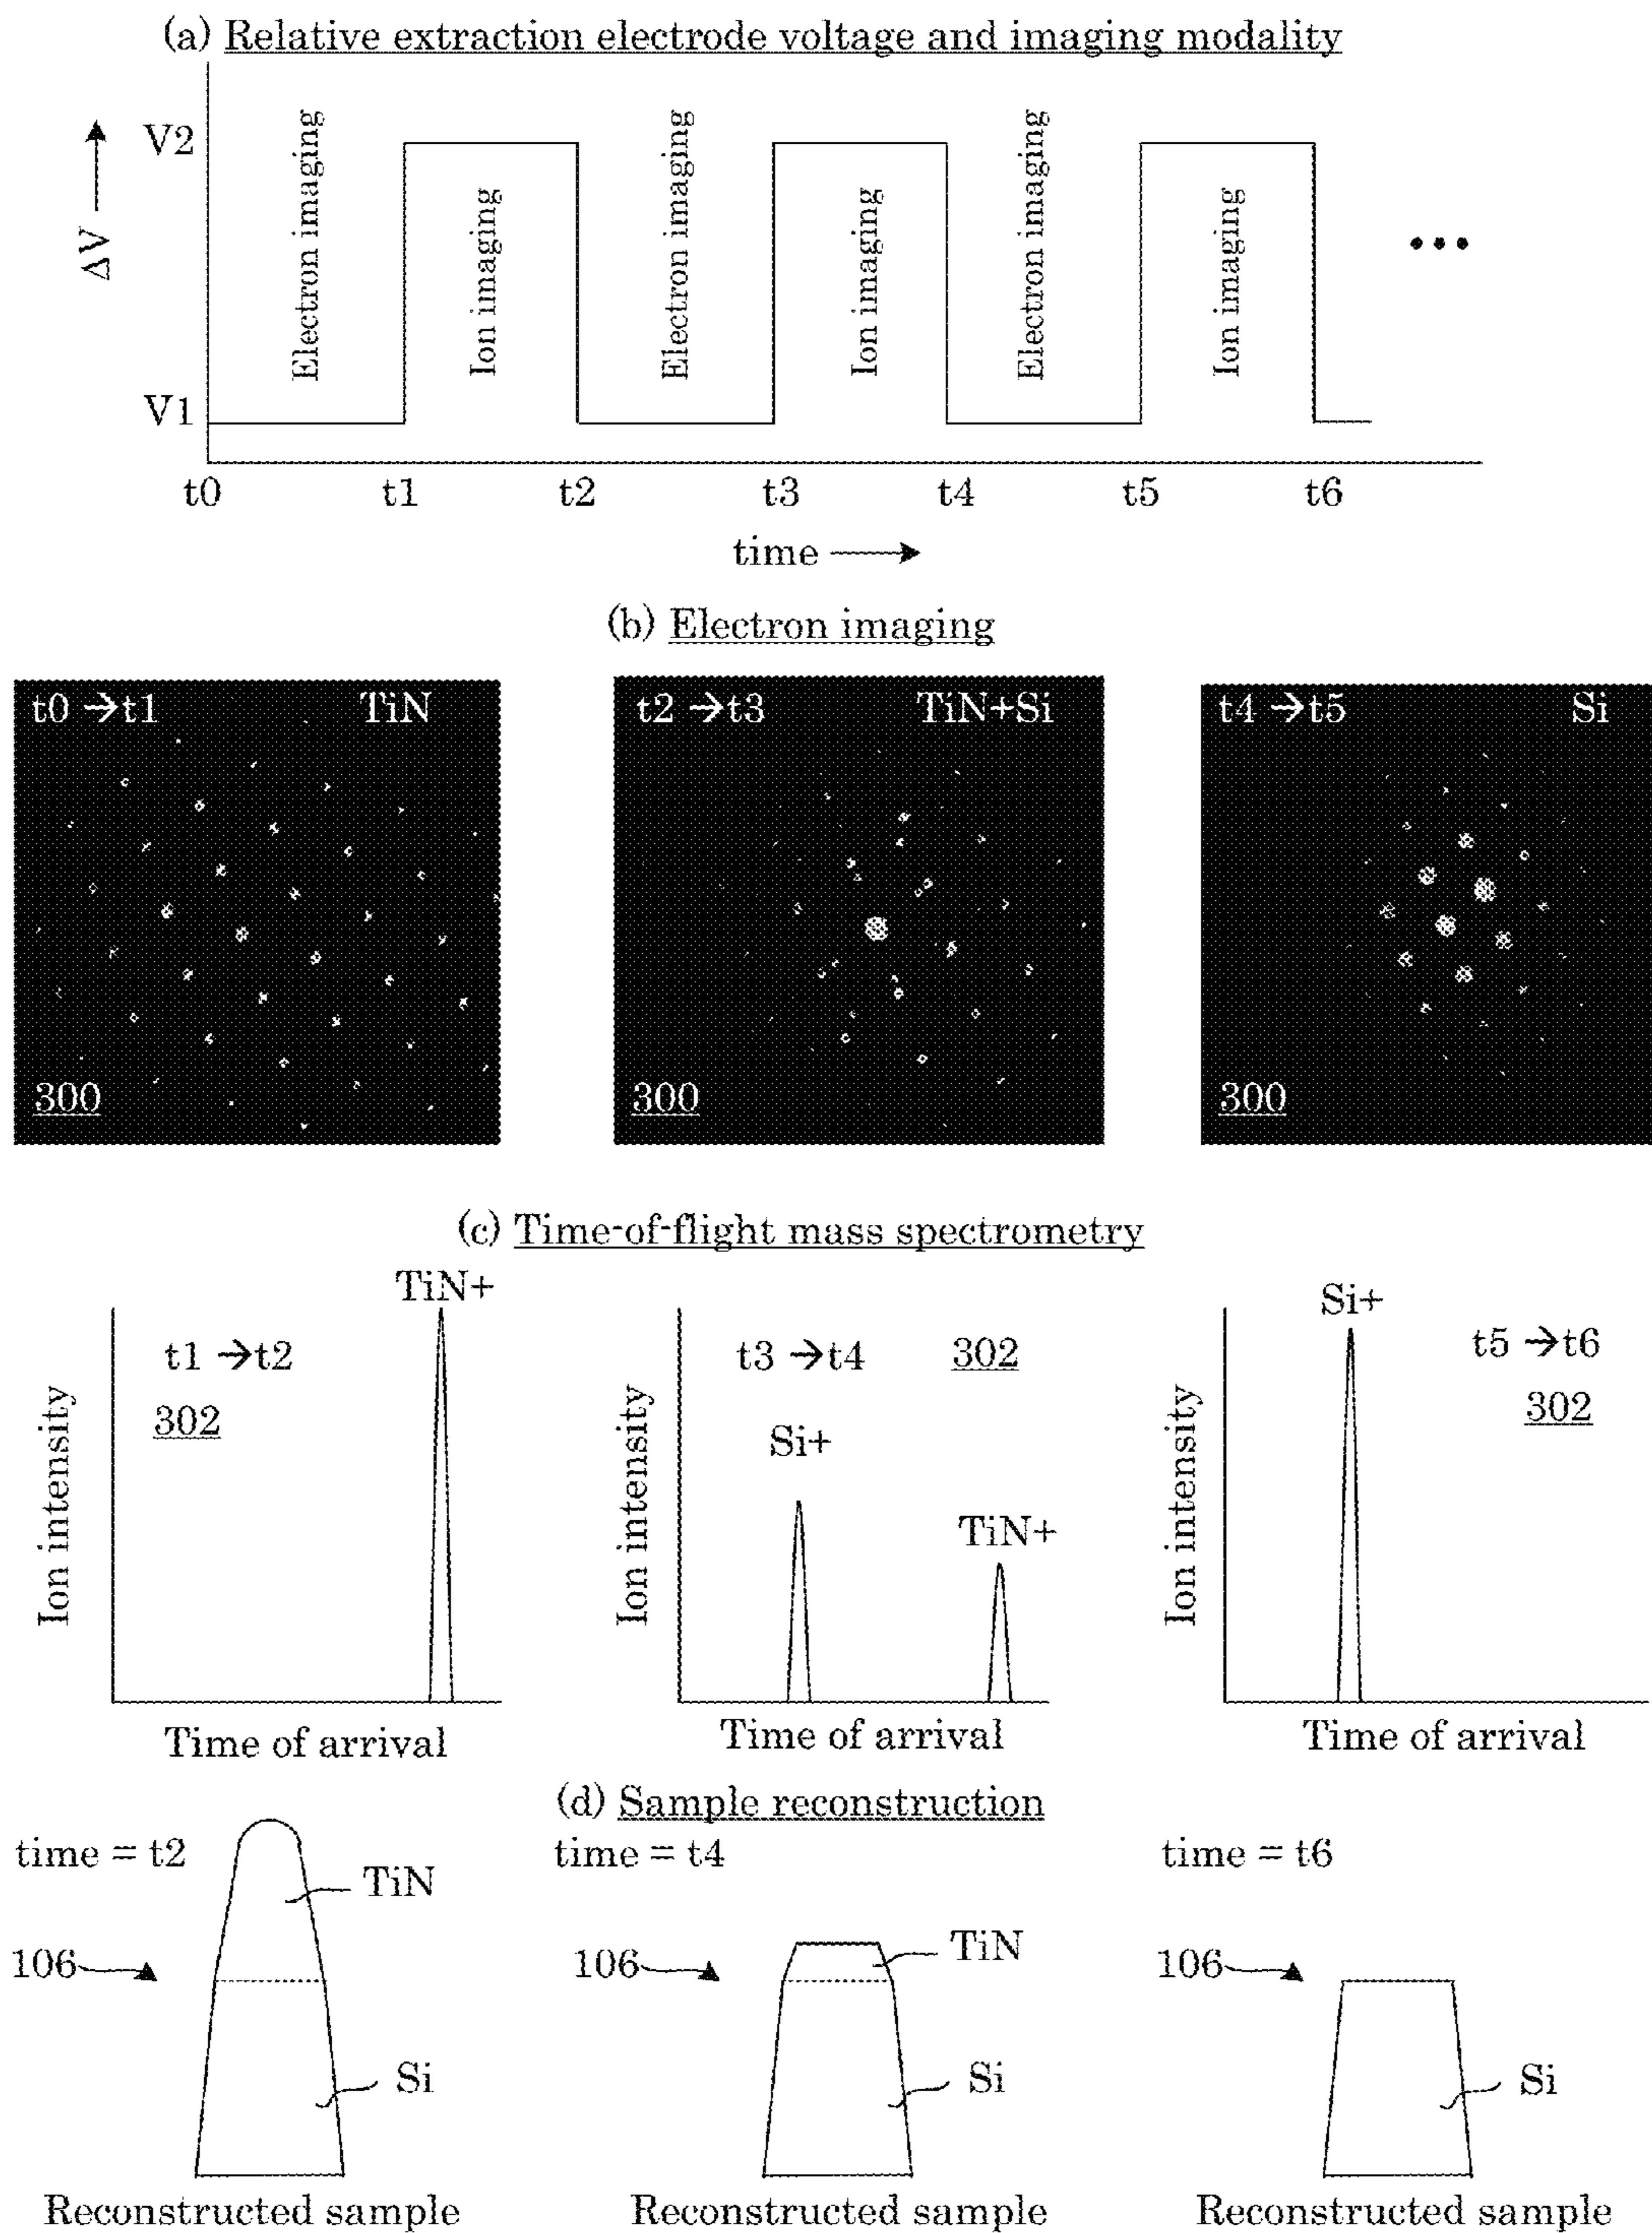 (a) Relative extraction electrode voltage and imaging modality
ΔV
V2
V1
Electron imaging
Ion imaging
Electron imaging
Ion imaging
Electron imaging
Ion imaging
•••
t0 t1 t2 t3 t4 t5 t6
time
(b) Electron imaging
t0 →t1 TiN
300
t2 →t3 TiN+Si
300
t4 →t5 Si
300
(c) Time-of-flight mass spectrometry
TiN+
t1 →t2
302
Ion intensity
Time of arrival
t3 →t4 302
Si+
TiN+
Ion intensity
Time of arrival
Si+
t5 →t6
302
Ion intensity
Time of arrival
(d) Sample reconstruction
time = t2
TiN
106
Si
Reconstructed sample
time = t4
TiN
106
Si
Reconstructed sample
time = t6
106
Si
Reconstructed sample